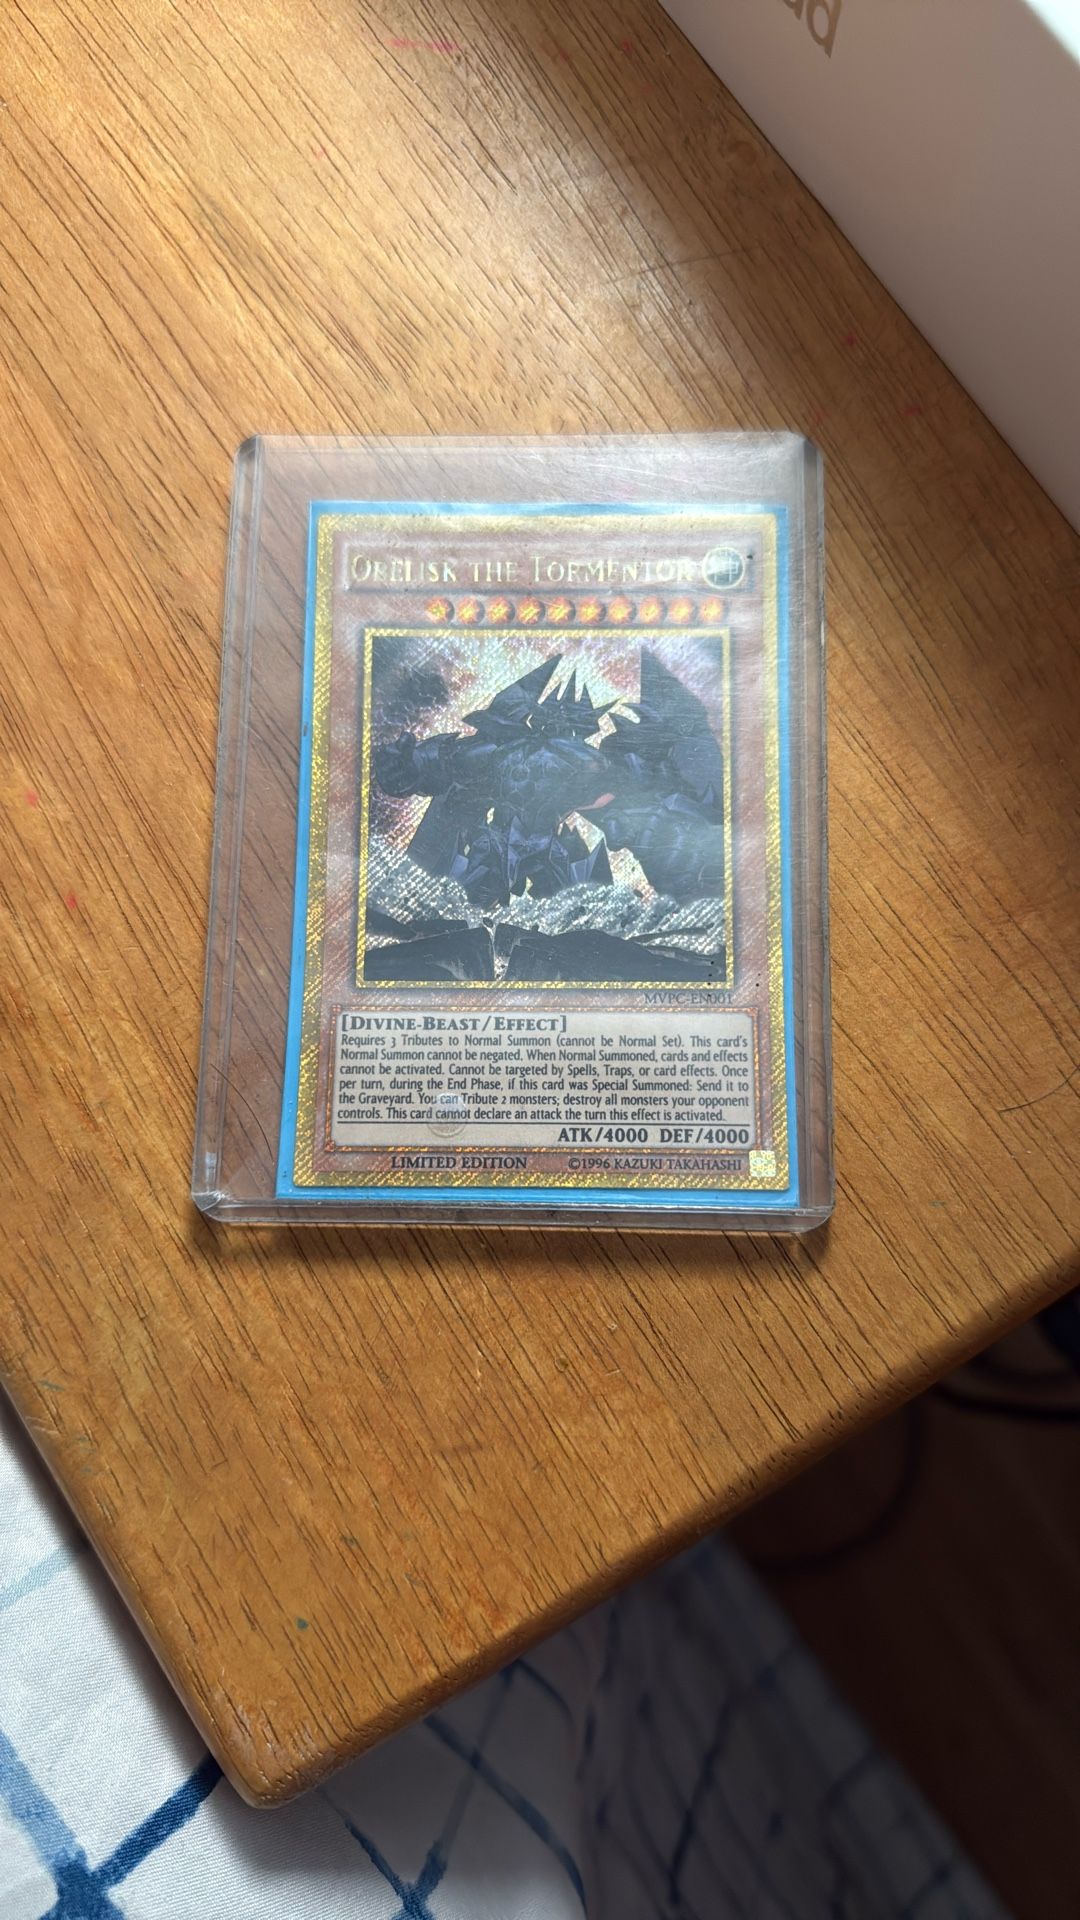 Obelisk the Tormentor 神
MVPC-EN001
[Divine-Beast/Effect]
Requires 3 Tributes to Normal Summon (cannot be Normal Set). This card's
Normal Summon cannot be negated. When Normal Summoned, cards and effects
cannot be activated. Cannot be targeted by Spells, Traps, or card effects. Once
per turn, during the End Phase, if this card was Special Summoned: Send it to
the Graveyard. You can Tribute 2 monsters; destroy all monsters your opponent
controls. This card cannot declare an attack the turn this effect is activated.
ATK/4000 DEF/4000
LIMITED EDITION ©1996 KAZUKI TAKAHASHI